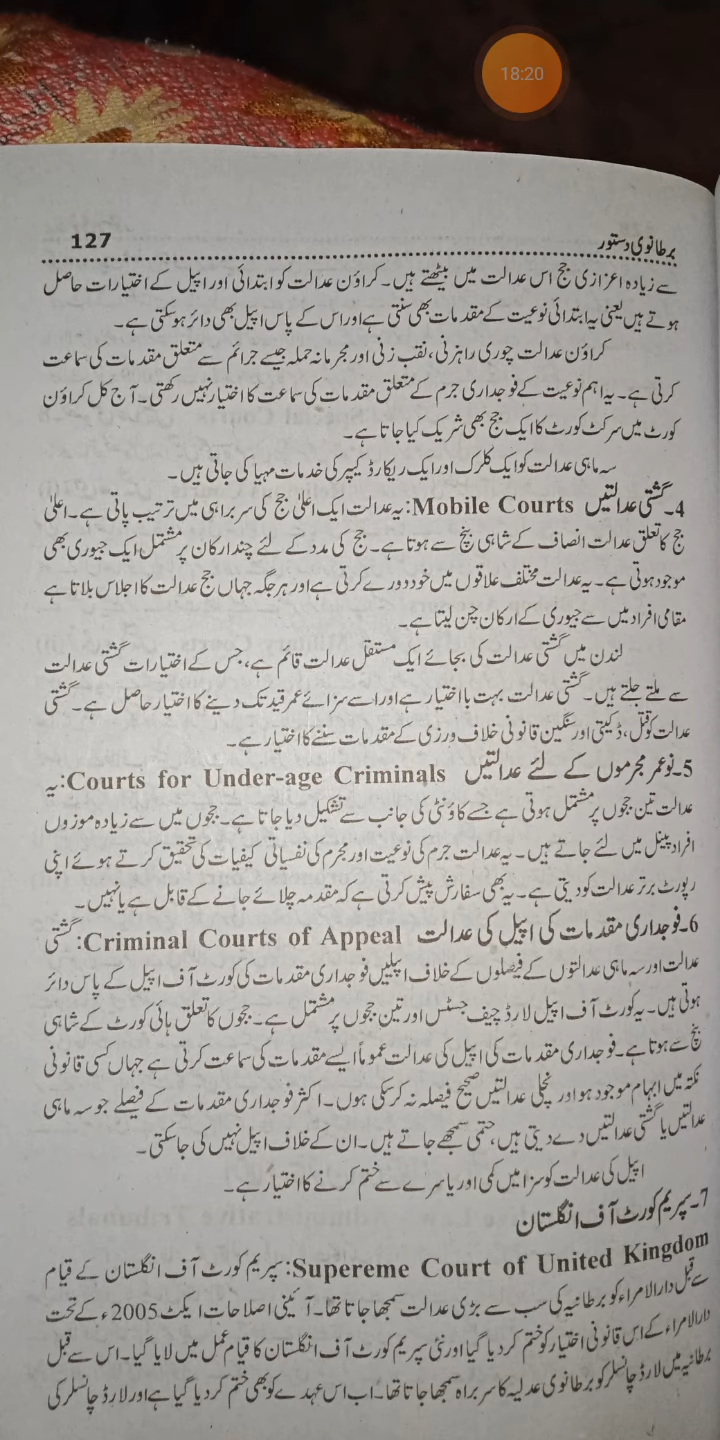 18:20
برطانوی دستور 127
سے زیادہ اعزازی جج اس عدالت میں بیٹھتے ہیں۔ کراؤن عدالت کو ابتدائی اور اپیل کے اختیارات حاصل
ہوتے ہیں یعنی یہ ابتدائی نوعیت کے مقدمات بھی سنتی ہے اور اس کے پاس اپیل بھی دائر ہو سکتی ہے۔
کراؤن عدالت چوری راہزنی، نقب زنی اور مجرمانہ حملہ جیسے جرائم سے متعلق مقدمات کی سماعت
کرتی ہے۔ یہ اہم نوعیت کے فوجداری جرم کے متعلق مقدمات کی سماعت کا اختیار نہیں رکھتی۔ آج کل کراؤن
کورٹ میں سرکٹ کورٹ کا ایک جج بھی شریک کیا جاتا ہے۔
سہ ماہی عدالت کو ایک کلرک اور ایک ریکارڈ کیپر کی خدمات مہیا کی جاتی ہیں۔
4۔ گشتی عدالتیں Mobile Courts: یہ عدالت ایک اعلیٰ جج کی سربراہی میں ترتیب پاتی ہے۔ اعلیٰ
جج کا تعلق عدالت انصاف کے شاہی بنچ سے ہوتا ہے۔ جج کی مدد کے لئے چند ارکان پر مشتمل ایک جیوری بھی
موجود ہوتی ہے۔ یہ عدالت مختلف علاقوں میں خود دورے کرتی ہے اور ہر جگہ جہاں جج عدالت کا اجلاس بلاتا ہے
مقامی افراد میں سے جیوری کے ارکان چن لیتا ہے۔
لندن میں گشتی عدالت کی بجائے ایک مستقل عدالت قائم ہے، جس کے اختیارات گشتی عدالت
سے ملتے جلتے ہیں۔ گشتی عدالت بہت بااختیار ہے اور اسے سزائے عمر قید تک دینے کا اختیار حاصل ہے۔ گشتی
عدالت کو قتل، ڈکیتی اور سنگین قانونی خلاف ورزی کے مقدمات سننے کا اختیار ہے۔
5۔ نوعمر مجرموں کے لئے عدالتیں Courts for Under-age Criminals: یہ
عدالت تین ججوں پر مشتمل ہوتی ہے جسے کاؤنٹی کی جانب سے تشکیل دیا جاتا ہے۔ ججوں میں سے زیادہ موزوں
افراد پینل میں لئے جاتے ہیں۔ یہ عدالت جرم کی نوعیت اور مجرم کی نفسیاتی کیفیات کی تحقیق کرتے ہوئے اپنی
رپورٹ برتر عدالت کو دیتی ہے۔ یہ بھی سفارش پیش کرتی ہے کہ مقدمہ چلائے جانے کے قابل ہے یا نہیں۔
6۔ فوجداری مقدمات کی اپیل کی عدالت Criminal Courts of Appeal: گشتی
عدالت اور سہ ماہی عدالتوں کے فیصلوں کے خلاف اپیلیں فوجداری مقدمات کی کورٹ آف اپیل کے پاس دائر
ہوتی ہیں۔ یہ کورٹ آف اپیل لارڈ چیف جسٹس اور تین ججوں پر مشتمل ہے۔ ججوں کا تعلق ہائی کورٹ کے شاہی
بنچ سے ہوتا ہے۔ فوجداری مقدمات کی اپیل کی عدالت عموماً ایسے مقدمات کی سماعت کرتی ہے جہاں کسی قانونی
نکتہ میں ابہام موجود ہو اور نچلی عدالتیں صحیح فیصلہ نہ کر سکی ہوں۔ اکثر فوجداری مقدمات کے فیصلے جو سہ ماہی
عدالتیں یا گشتی عدالتیں دے دیتی ہیں، حتمی سمجھے جاتے ہیں۔ ان کے خلاف اپیل نہیں کی جا سکتی۔
اپیل کی عدالت کو سزا میں کمی اور یا سرے سے ختم کرنے کا اختیار ہے۔
7۔ سپریم کورٹ آف انگلستان
Supereme Court of United Kingdom: سپریم کورٹ آف انگلستان کے قیام
سے قبل دارالامراء کو برطانیہ کی سب سے بڑی عدالت سمجھا جاتا تھا۔ آئینی اصلاحات ایکٹ 2005ء کے تحت
دارالامراء کے اس قانونی اختیار کو ختم کر دیا گیا اور نئی سپریم کورٹ آف انگلستان کا قیام عمل میں لایا گیا۔ اس سے قبل
برطانیہ میں لارڈ چانسلر کو برطانوی عدلیہ کا سربراہ سمجھا جاتا تھا۔ اب اس عہدے کو بھی ختم کر دیا گیا ہے اور لارڈ چانسلر کی